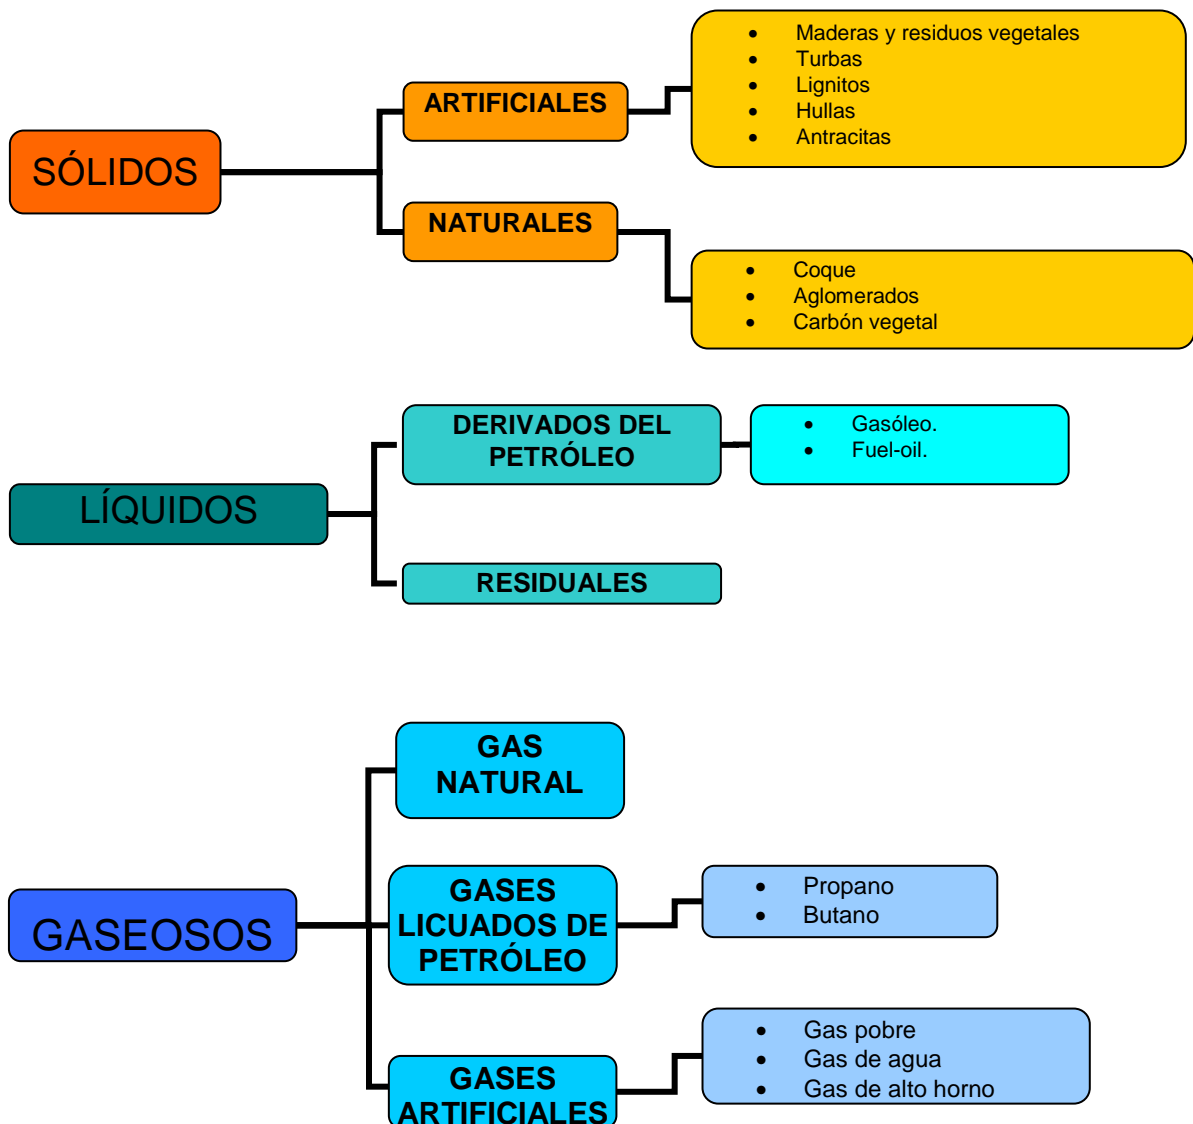 SÓLIDOS
ARTIFICIALES
• Maderas y residuos vegetales
• Turbas
• Lignitos
• Hullas
• Antracitas
NATURALES
• Coque
• Aglomerados
• Carbón vegetal
LÍQUIDOS
DERIVADOS DEL
PETRÓLEO
• Gasóleo.
• Fuel-oil.
RESIDUALES
GASEOSOS
GAS
NATURAL
GASES
LICUADOS DE
PETRÓLEO
• Propano
• Butano
GASES
ARTIFICIALES
• Gas pobre
• Gas de agua
• Gas de alto horno